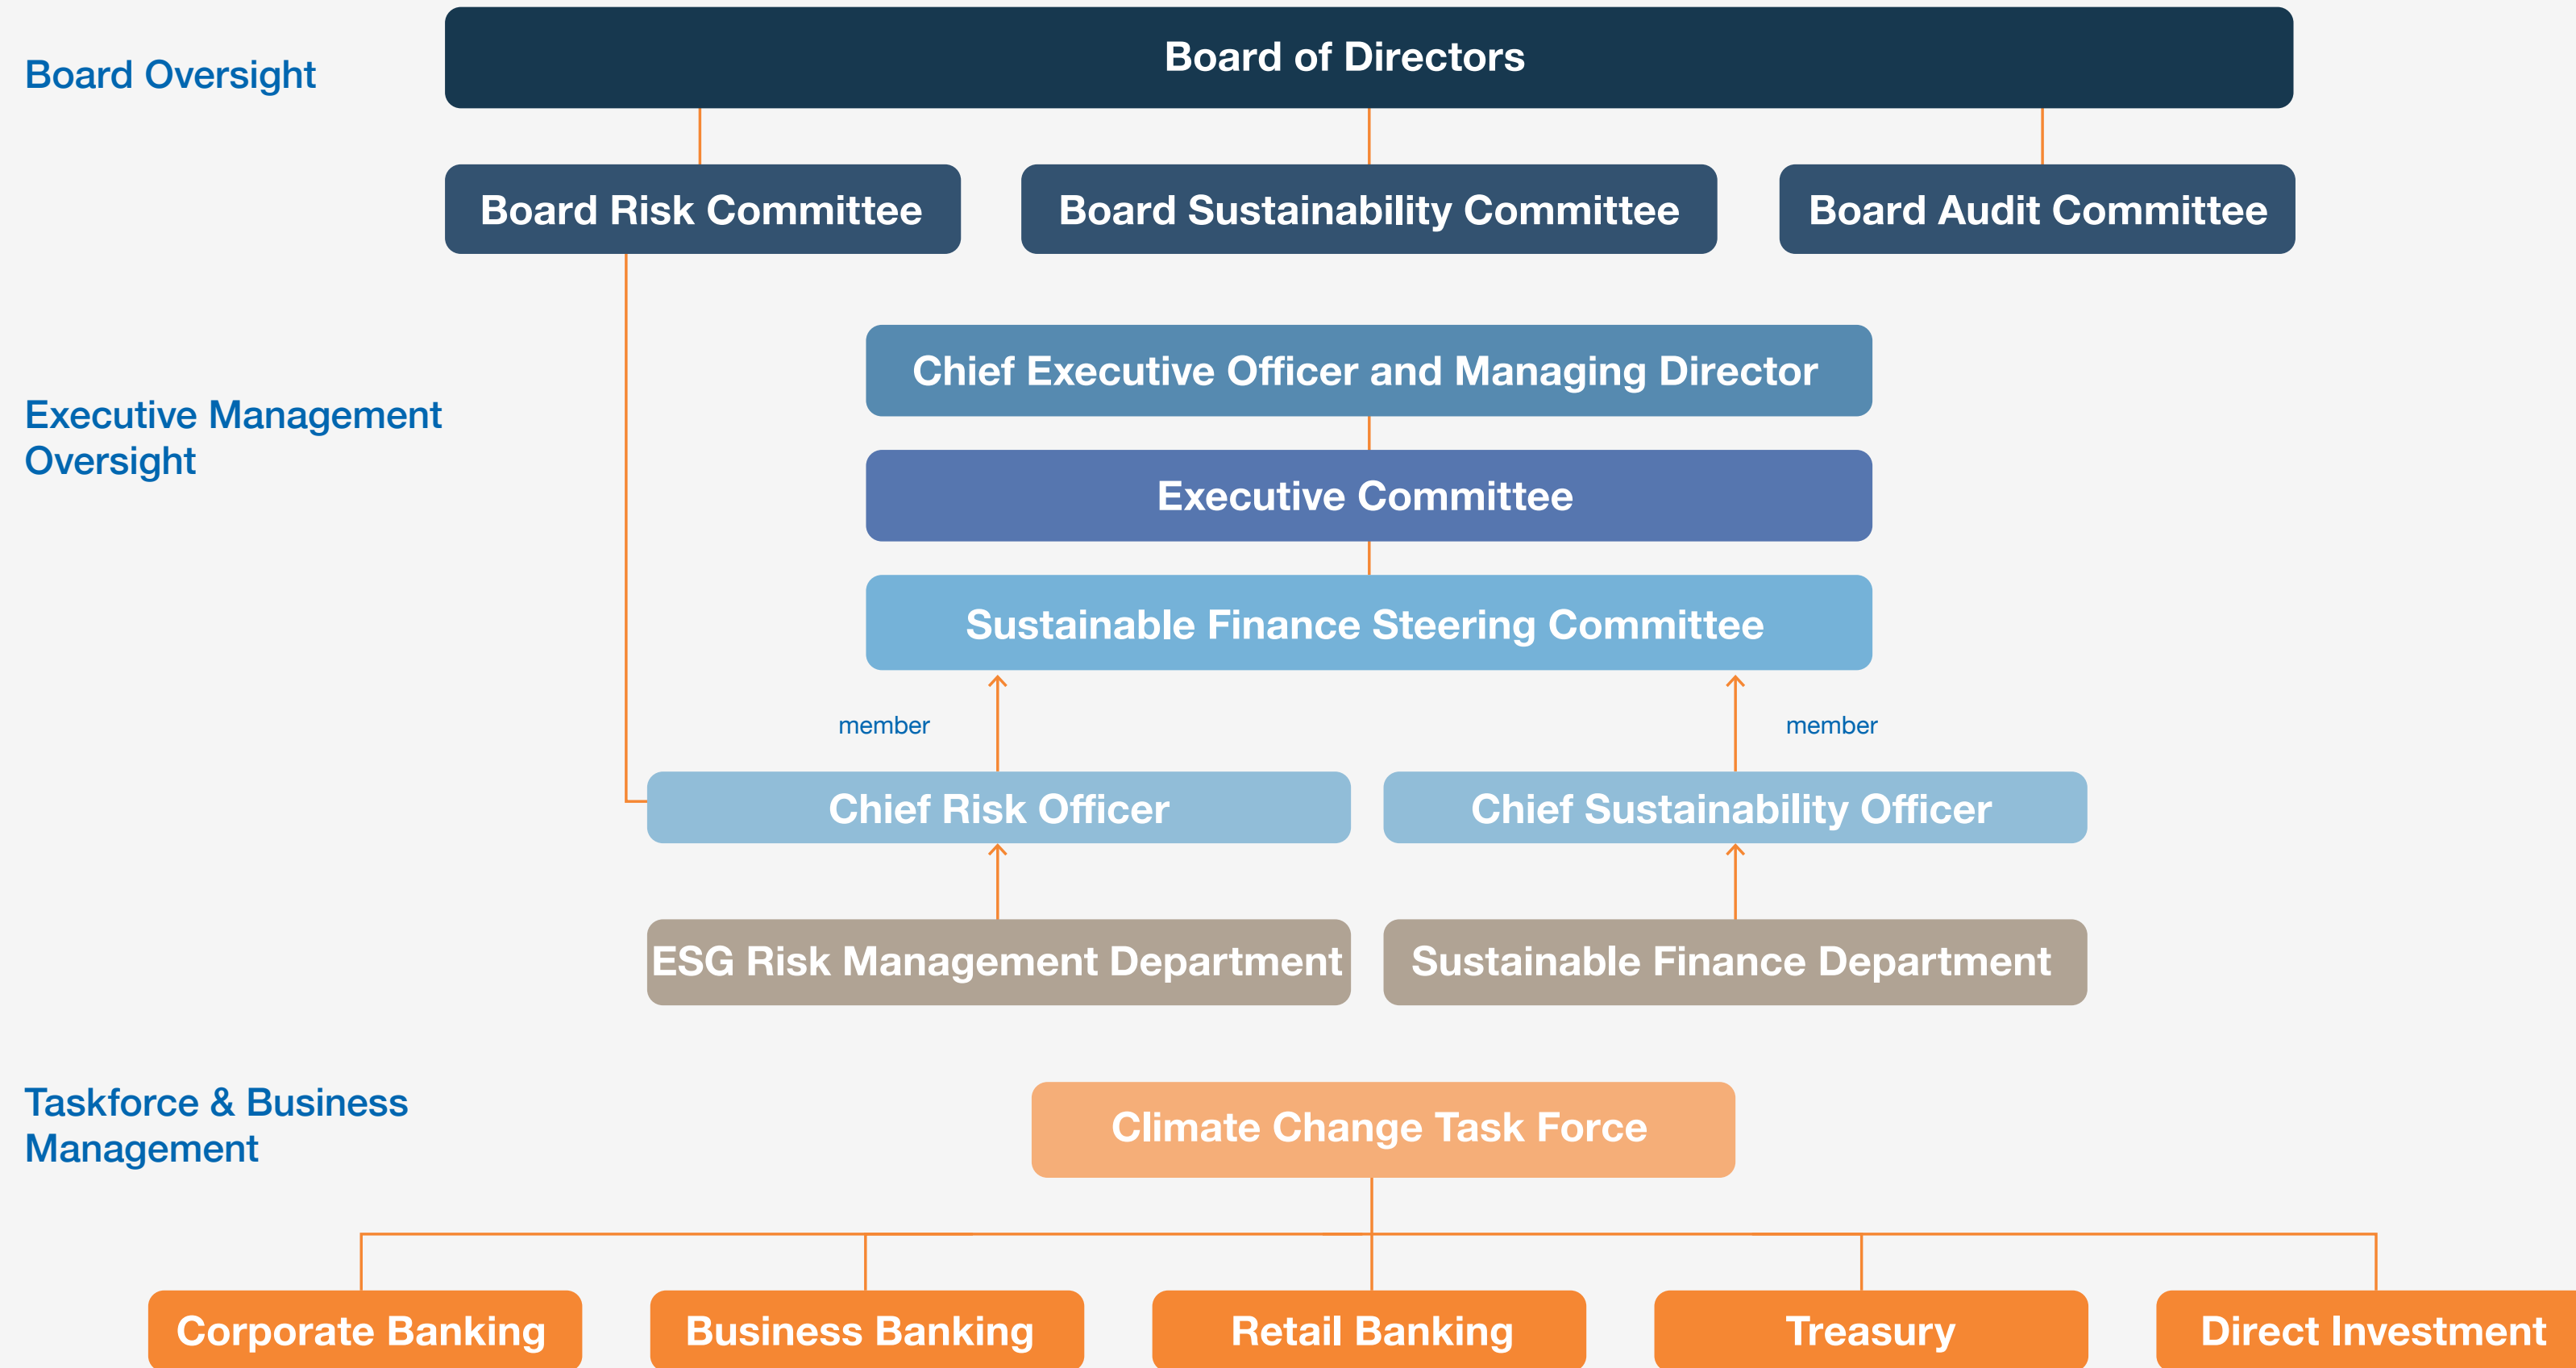 Board Oversight
Board of Directors
Board Risk Committee
Board Sustainability Committee
Board Audit Committee
Executive Management
Oversight
Chief Executive Officer and Managing Director
Executive Committee
Sustainable Finance Steering Committee
member
member
Chief Risk Officer
Chief Sustainability Officer
ESG Risk Management Department
Sustainable Finance Department
Taskforce & Business
Management
Climate Change Task Force
Corporate Banking
Business Banking
Retail Banking
Treasury
Direct Investment